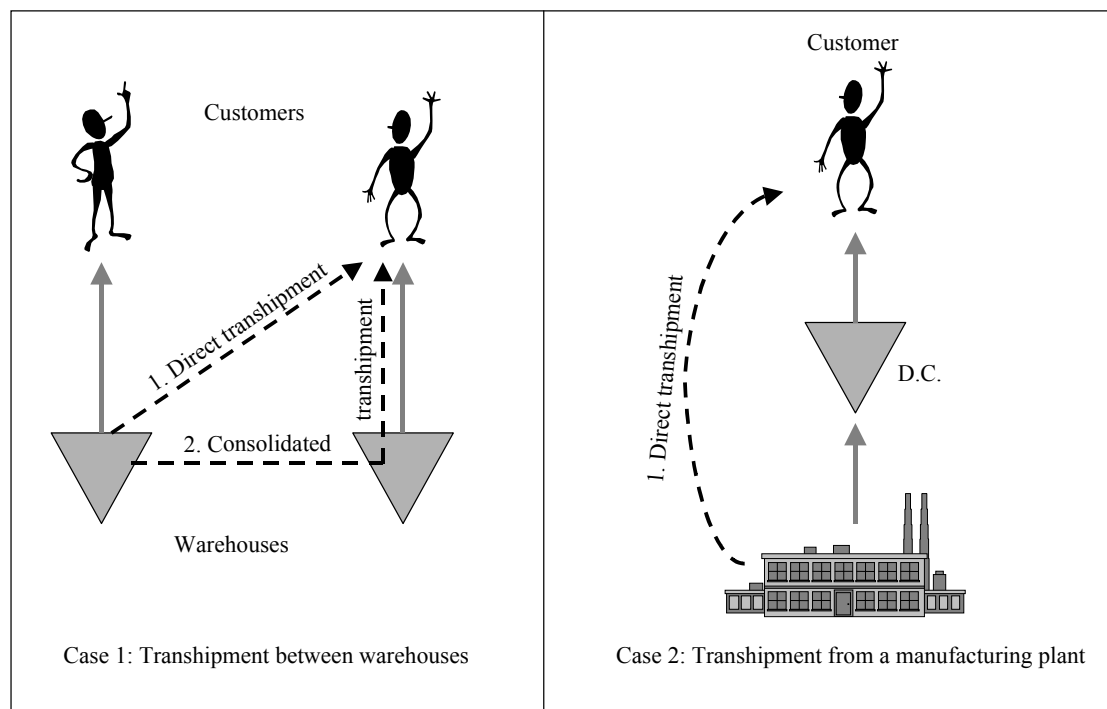 Customers
1. Direct transhipment
transhipment
2. Consolidated
Warehouses
Case 1: Transhipment between warehouses
Customer
1. Direct transhipment
D.C.
Case 2: Transhipment from a manufacturing plant